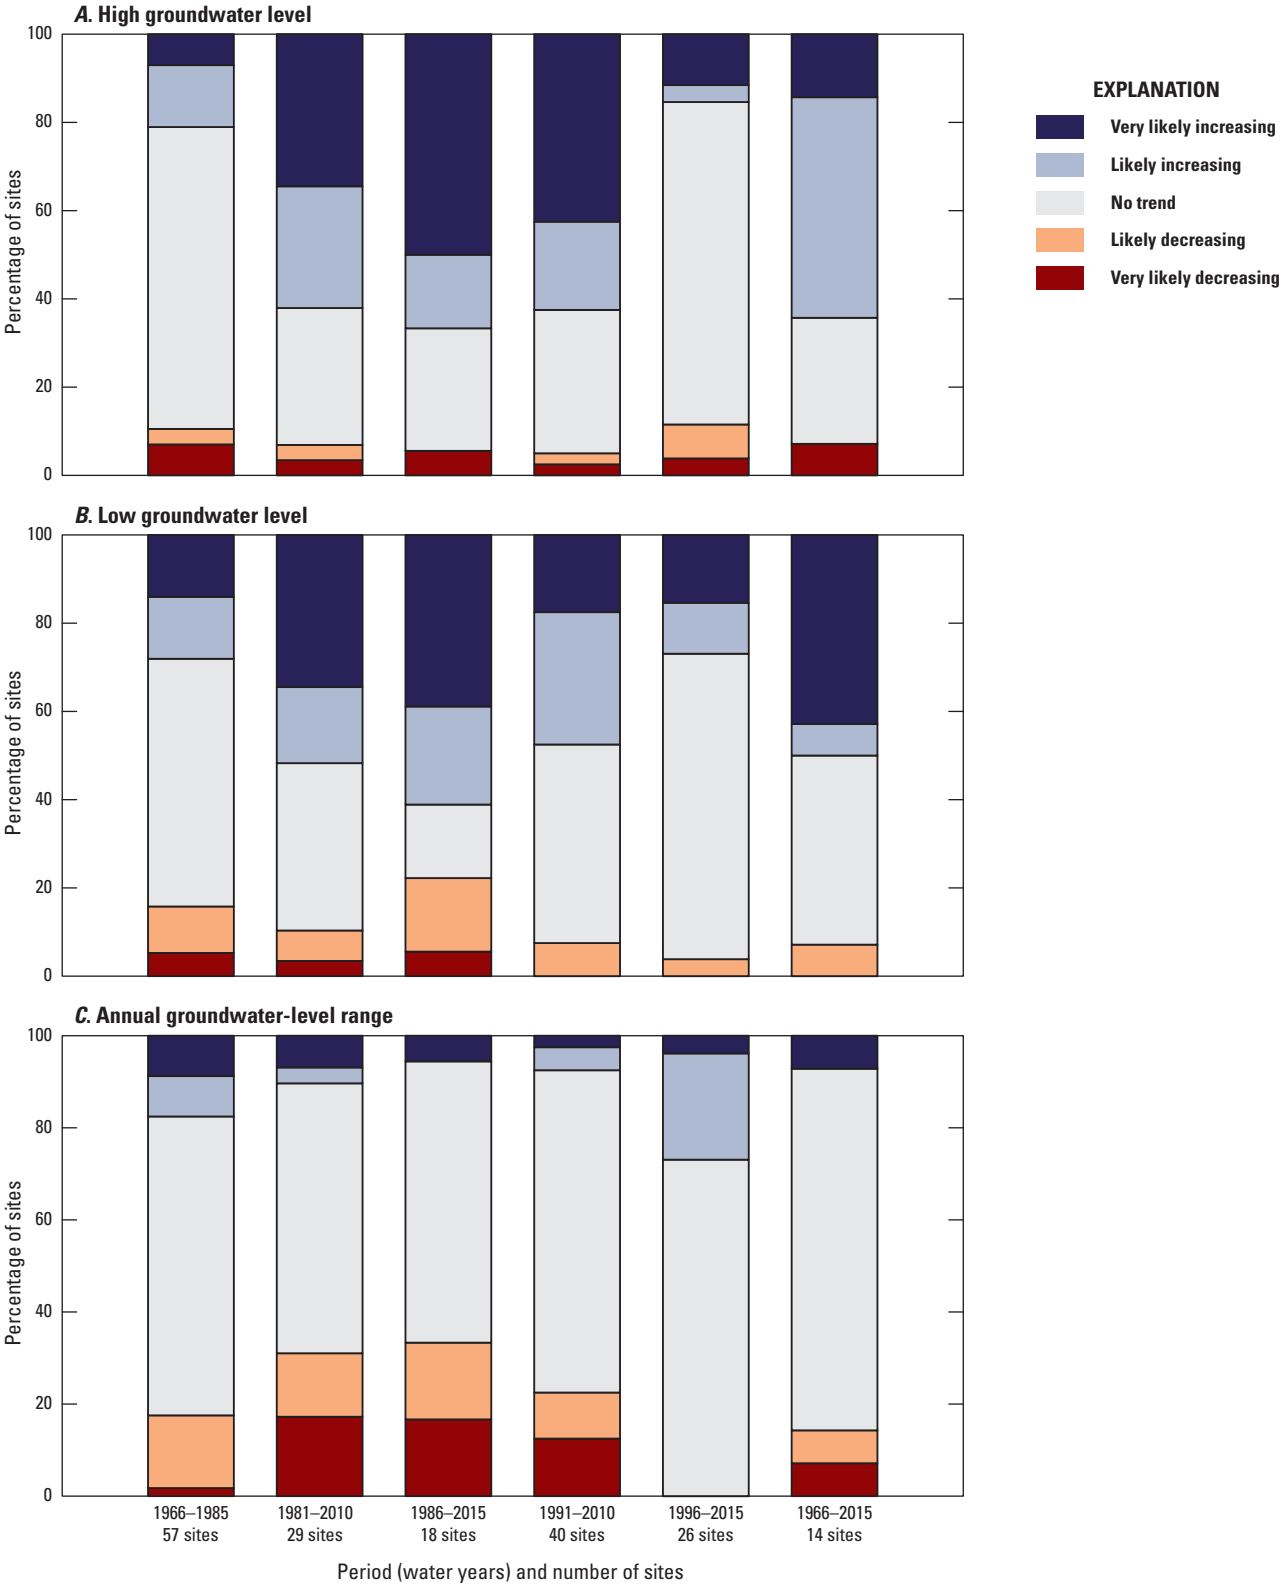 A. High groundwater level
100
80
60
40
20
0
Percentage of sites
EXPLANATION
Very likely increasing
Likely increasing
No trend
Likely decreasing
Very likely decreasing
B. Low groundwater level
100
80
60
40
20
0
Percentage of sites
C. Annual groundwater-level range
100
80
60
40
20
0
Percentage of sites
1966–1985 1981–2010 1986–2015 1991–2010 1996–2015 1966–2015
57 sites 29 sites 18 sites 40 sites 26 sites 14 sites
Period (water years) and number of sites